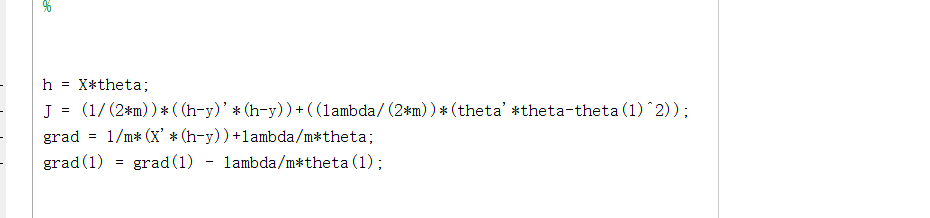 %
h = X*theta;
J = (1/(2*m))*((h-y)'*(h-y))+((lambda/(2*m))*(theta'*theta-theta(1)^2));
grad = 1/m*(X'*(h-y))+lambda/m*theta;
grad(1) = grad(1) - lambda/m*theta(1);